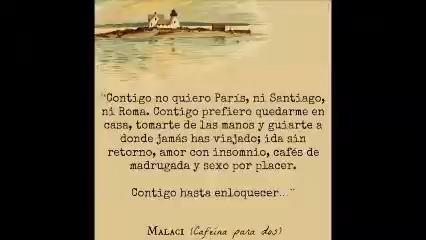 "Contigo no quiero París, ni Santiago,
ni Roma. Contigo prefiero quedarme en
casa, tomarte de las manos y guiarte a
donde jamás has viajado; ida sin
retorno, amor con insomnio, cafés de
madrugada y sexo por placer.
Contigo hasta enloquecer..."
Malaci (Cafeína para dos)